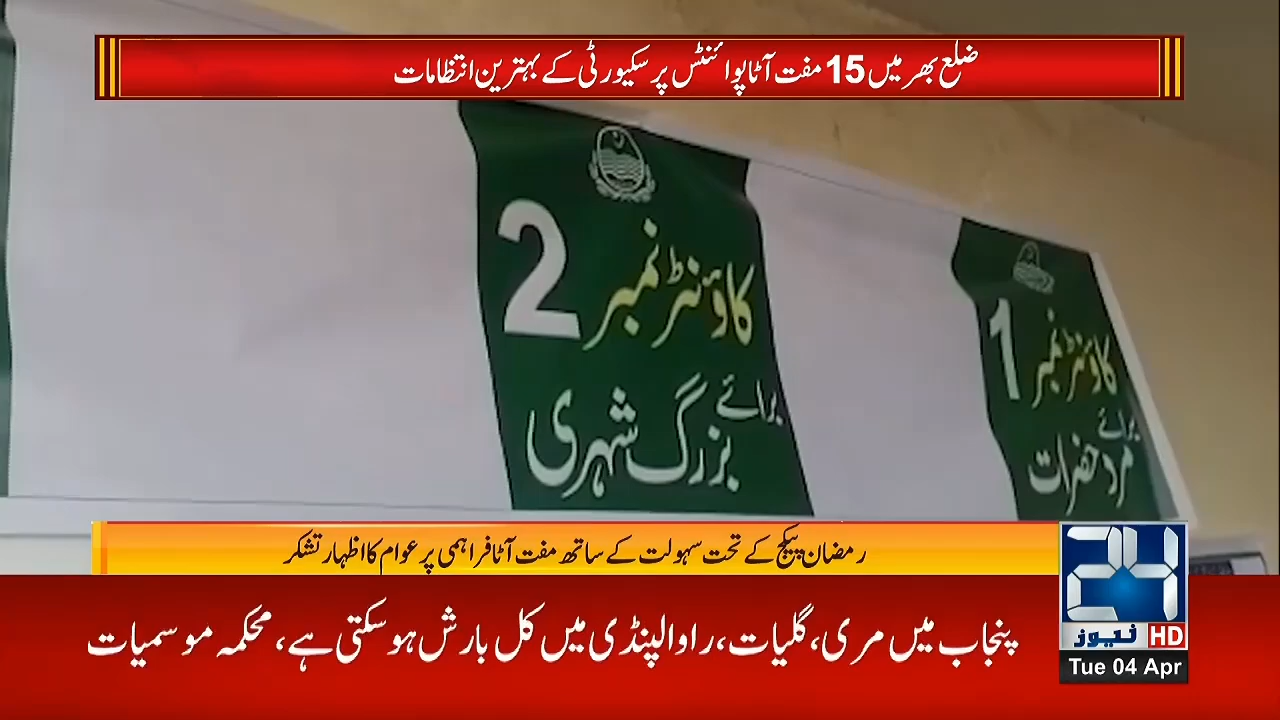 ضلع بھر میں 15 مفت آٹا پوائنٹس پر سکیورٹی کے بہترین انتظامات
کاؤنٹر نمبر 1
برائے
مرد حضرات
کاؤنٹر نمبر 2
برائے
بزرگ شہری
رمضان پیکج کے تحت سہولت کے ساتھ مفت آٹا فراہمی پر عوام کا اظہار تشکر
پنجاب میں مری، گلیات، راولپنڈی میں کل بارش ہوسکتی ہے، محکمہ موسمیات
24
نیوز HD
Tue 04 Apr